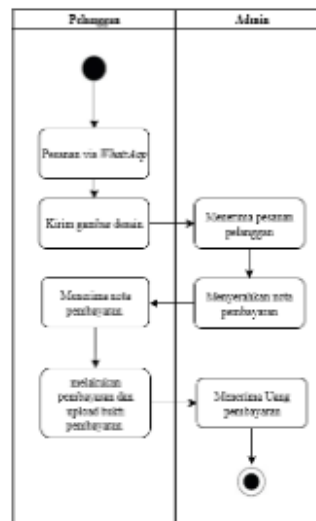 Pelanggan
Admin
Pesanan via WhatsApp
Kirim gambar desain
Menerima pesanan
pelanggan
Menerima nota
pembayaran
Menyerahkan nota
pembayaran
melakukan
pembayaran dan
upload bukti
pembayaran
Menerima Uang
pembayaran